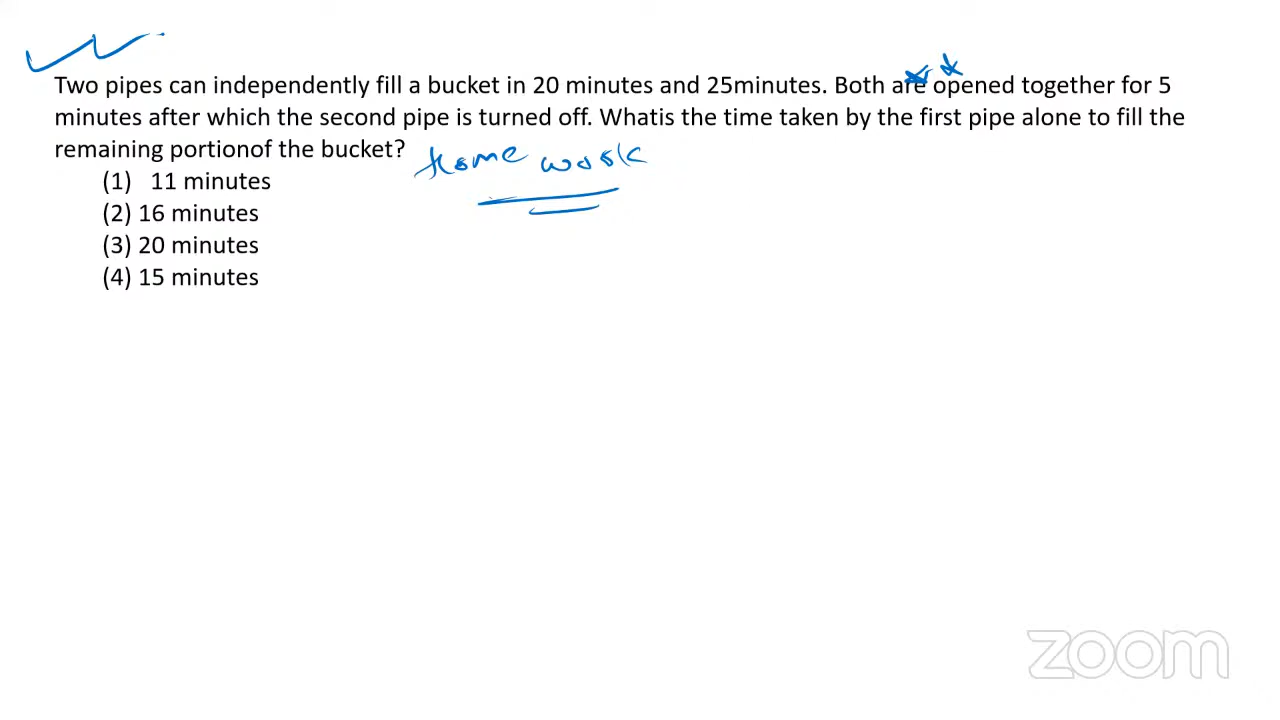 Two pipes can independently fill a bucket in 20 minutes and 25minutes. Both are opened together for 5
minutes after which the second pipe is turned off. Whatis the time taken by the first pipe alone to fill the
remaining portionof the bucket?
Home work
(1) 11 minutes
(2) 16 minutes
(3) 20 minutes
(4) 15 minutes
zoom